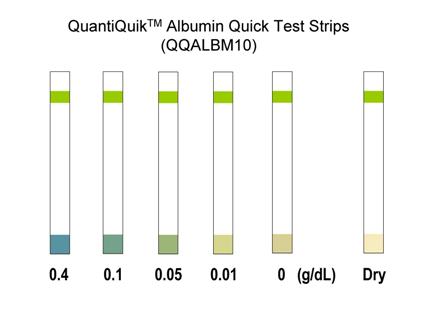 QuantiQuik™ Albumin Quick Test Strips
(QQALBM10)
0.4 0.1 0.05 0.01 0 (g/dL) Dry